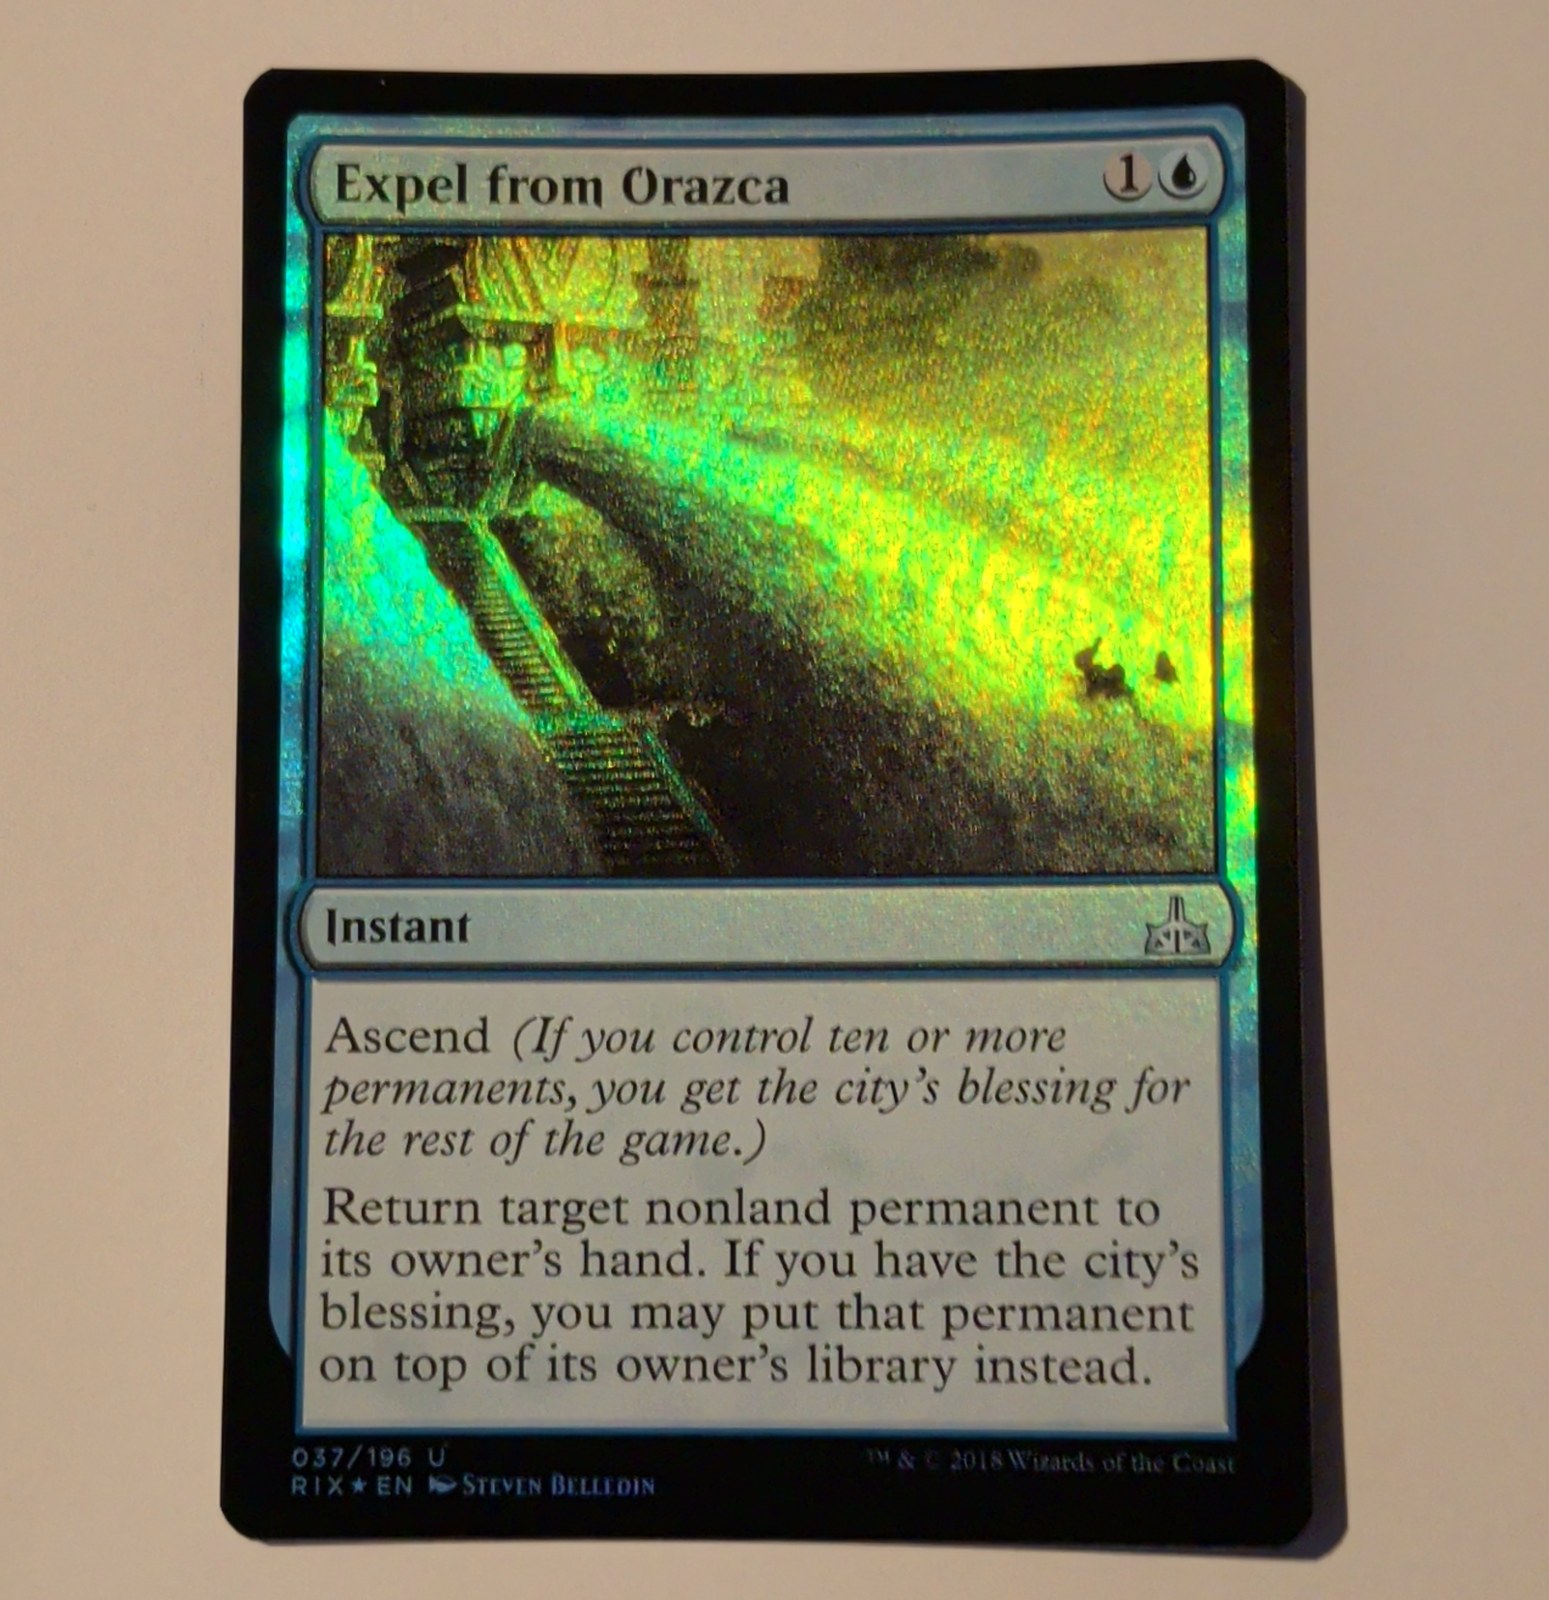 Expel from Orazca 1
Instant
Ascend (If you control ten or more
permanents, you get the city's blessing for
the rest of the game.)
Return target nonland permanent to
its owner's hand. If you have the city's
blessing, you may put that permanent
on top of its owner's library instead.
037/196 U
RIX★EN Steven Belledin
™ & © 2018 Wizards of the Coast